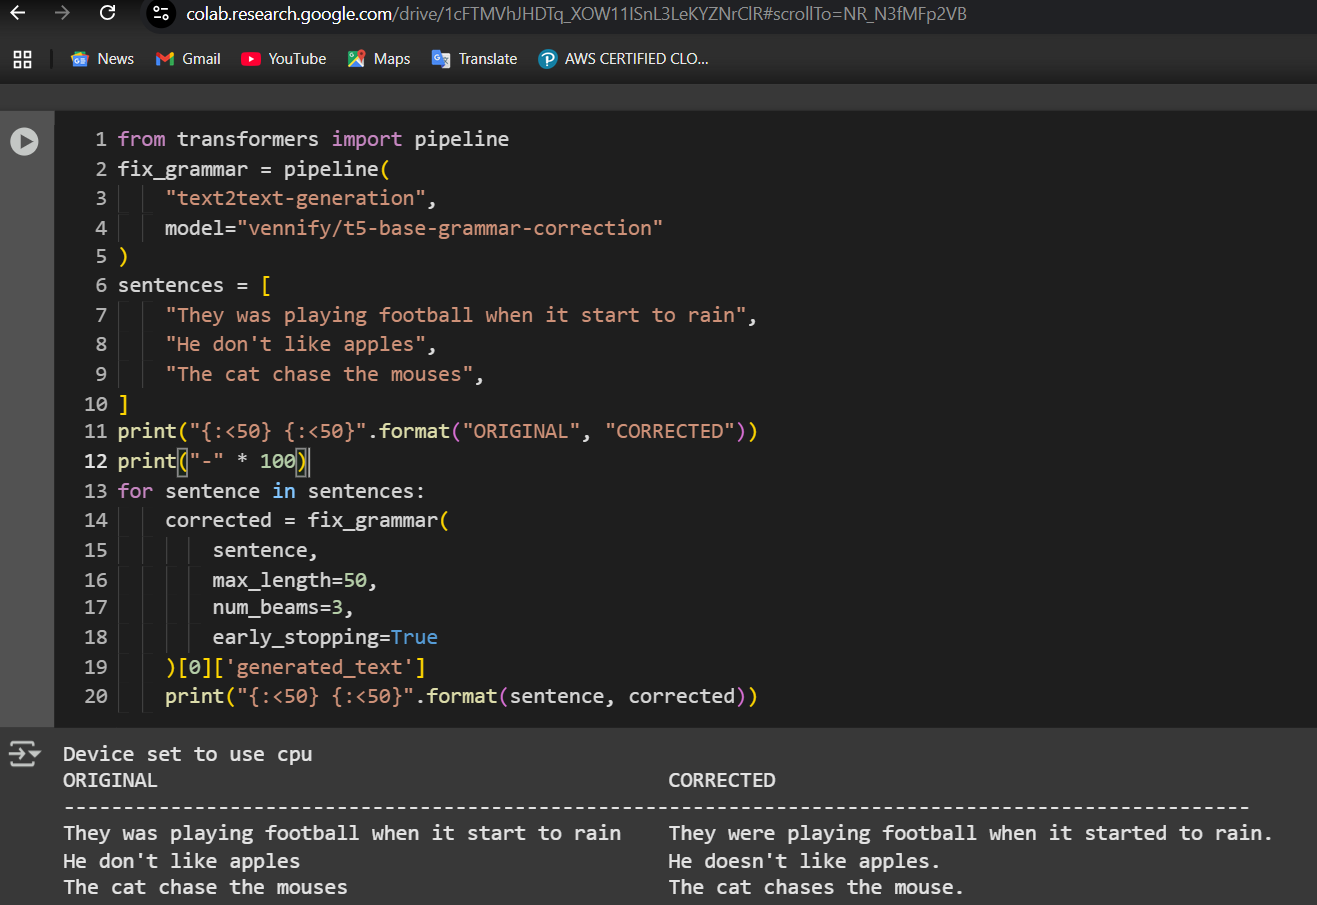 colab.research.google.com/drive/1cFTMVhJHDTq_XOW11lSnL3LeKYZNrClR#scrollTo=NR_N3fMFp2VB
News Gmail YouTube Maps Translate AWS CERTIFIED CLO...
1 from transformers import pipeline
2 fix_grammar = pipeline(
3 "text2text-generation",
4 model="vennify/t5-base-grammar-correction"
5 )
6 sentences = [
7 "They was playing football when it start to rain",
8 "He don't like apples",
9 "The cat chase the mouses",
10 ]
11 print("{:<50} {:<50}".format("ORIGINAL", "CORRECTED"))
12 print("-" * 100)
13 for sentence in sentences:
14 corrected = fix_grammar(
15 sentence,
16 max_length=50,
17 num_beams=3,
18 early_stopping=True
19 )[0]['generated_text']
20 print("{:<50} {:<50}".format(sentence, corrected))
Device set to use cpu
ORIGINAL CORRECTED
----------------------------------------------------------------------------------------------------
They was playing football when it start to rain They were playing football when it started to rain.
He don't like apples He doesn't like apples.
The cat chase the mouses The cat chases the mouse.